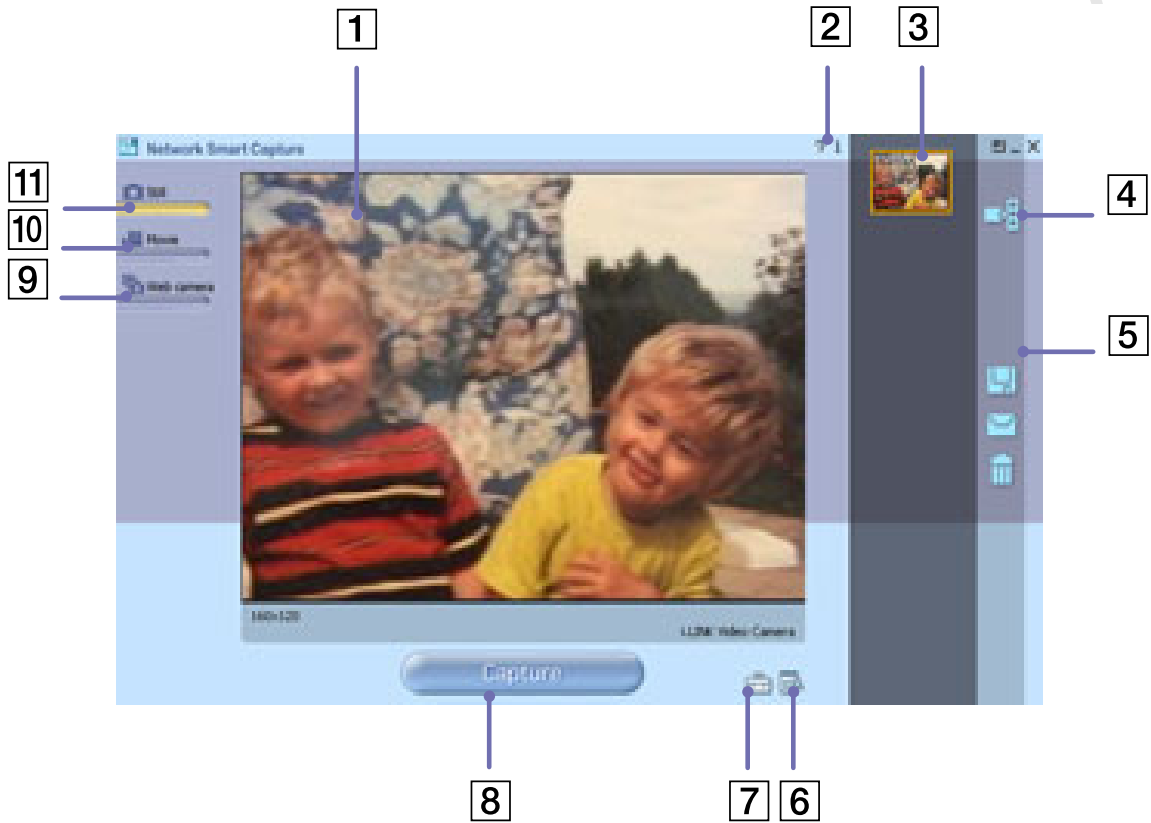 1
2
3
Network Smart Capture
? i
11
Still
4
10
Movie
9
Web camera
5
160x120
i.LINK Video Camera
Capture
8
7
6